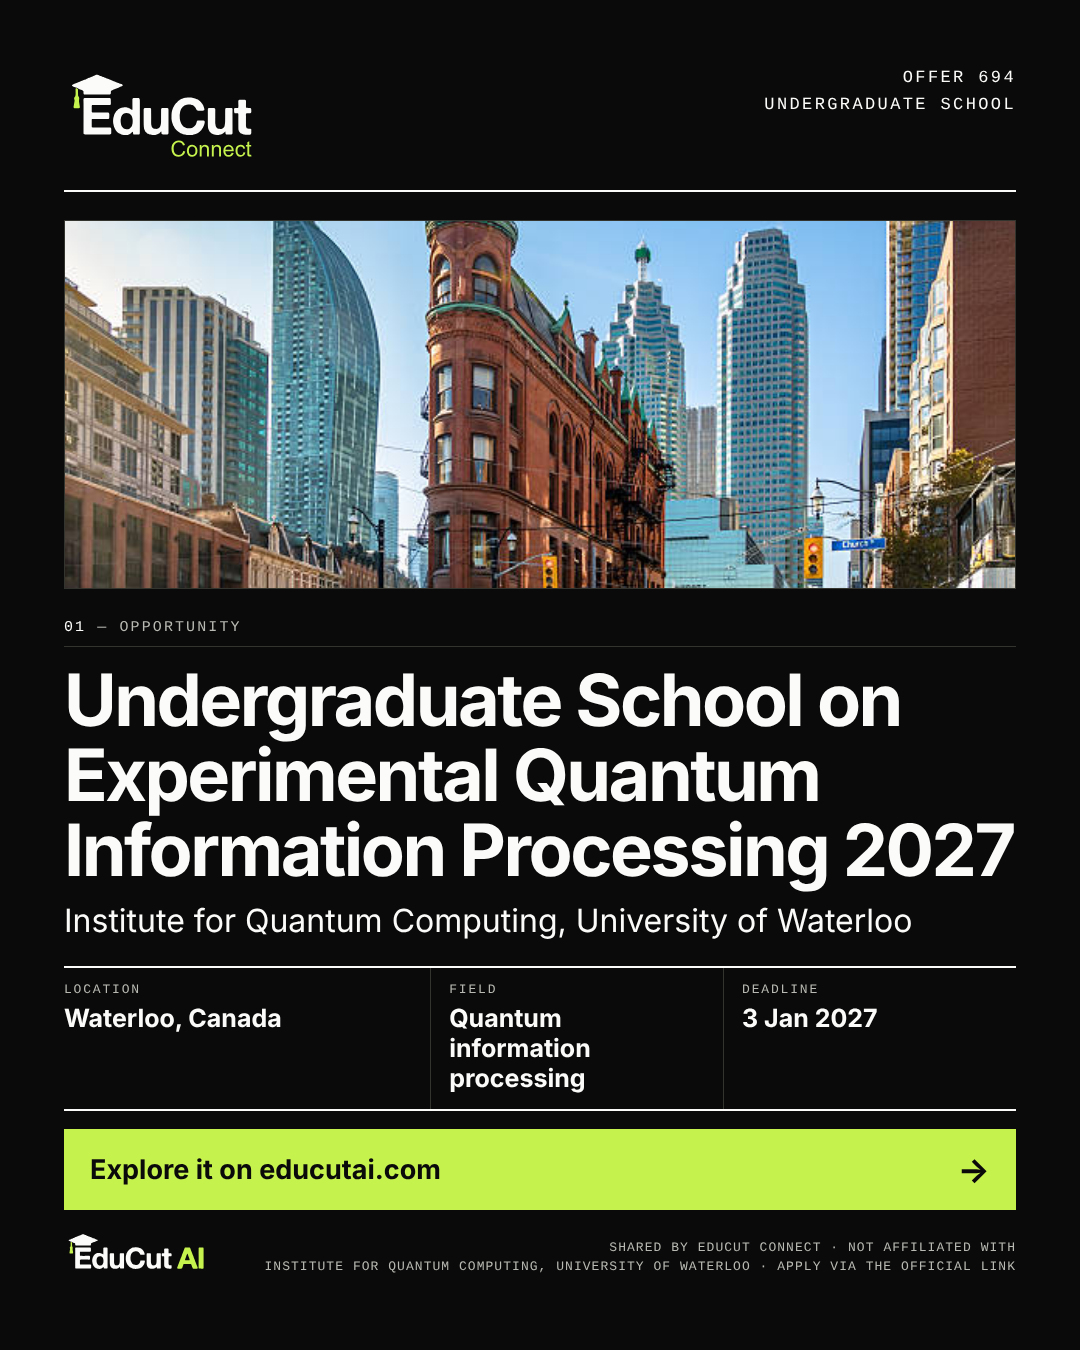 EduCut
Connect
OFFER 694
UNDERGRADUATE SCHOOL
Church St
01 — OPPORTUNITY
Undergraduate School on
Experimental Quantum
Information Processing 2027
Institute for Quantum Computing, University of Waterloo
LOCATION
Waterloo, Canada
FIELD
Quantum
information
processing
DEADLINE
3 Jan 2027
Explore it on educutai.com →
EduCut AI
SHARED BY EDUCUT CONNECT · NOT AFFILIATED WITH
INSTITUTE FOR QUANTUM COMPUTING, UNIVERSITY OF WATERLOO · APPLY VIA THE OFFICIAL LINK